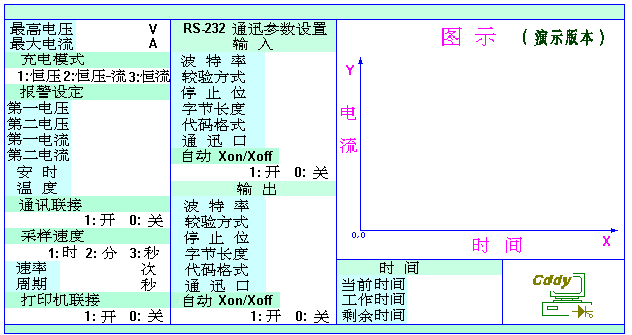 最高电压 V
最大电流 A
充电模式
1:恒压2:恒压-流3:恒流
报警设定
第一电压
第二电压
第一电流
第二电流
安 时
温 度
通讯联接
1:开 0:关
采样速度
1:时 2:分 3:秒
速率 次
周期 秒
打印机联接
1:开 0:关
RS-232 通迅参数设置
输 入
波 特 率
较验方式
停 止 位
字节长度
代码格式
通 迅 口
自动 Xon/Xoff
1:开 0:关
输 出
波 特 率
较验方式
停 止 位
字节长度
代码格式
通 迅 口
自动 Xon/Xoff
1:开 0:关
图 示 (演示版本)
Y
电流
0,0
时 间 X
时 间
当前时间
工作时间
剩余时间
Cddy